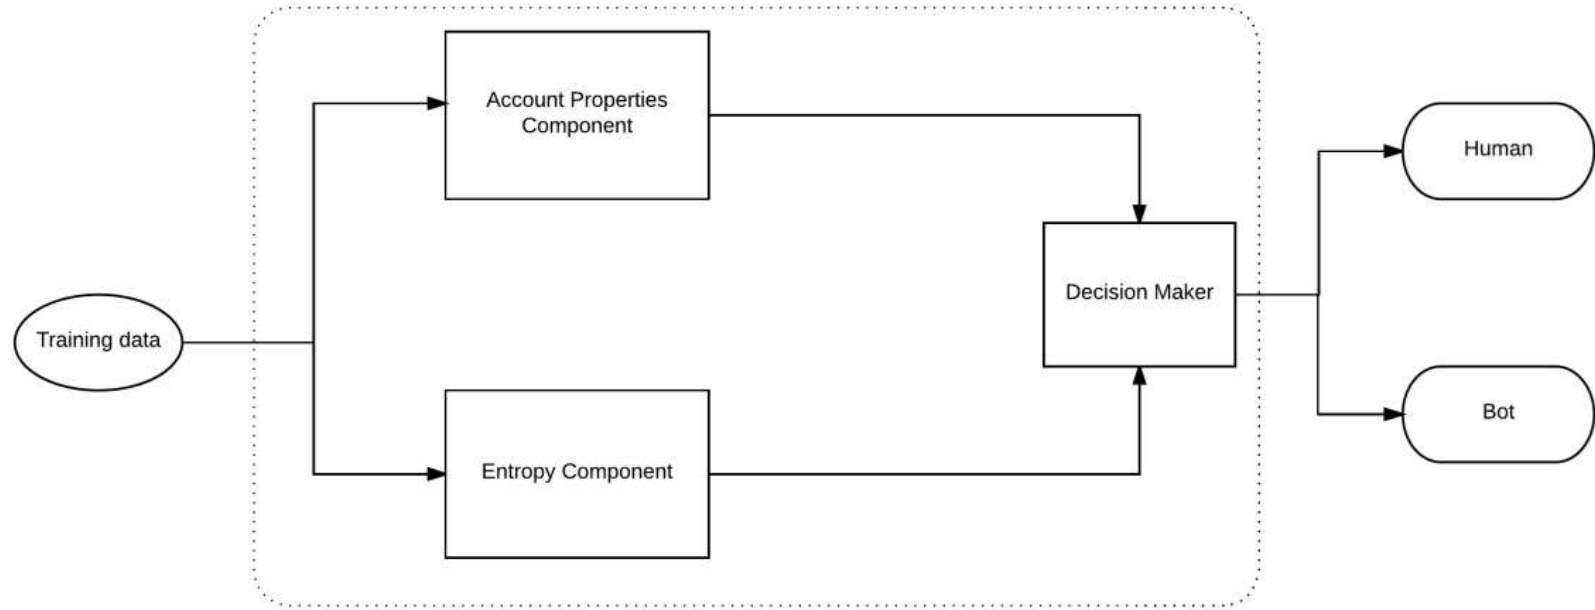 Account Properties
Component
Human
Decision Maker
Training data
Bot
Entropy Component